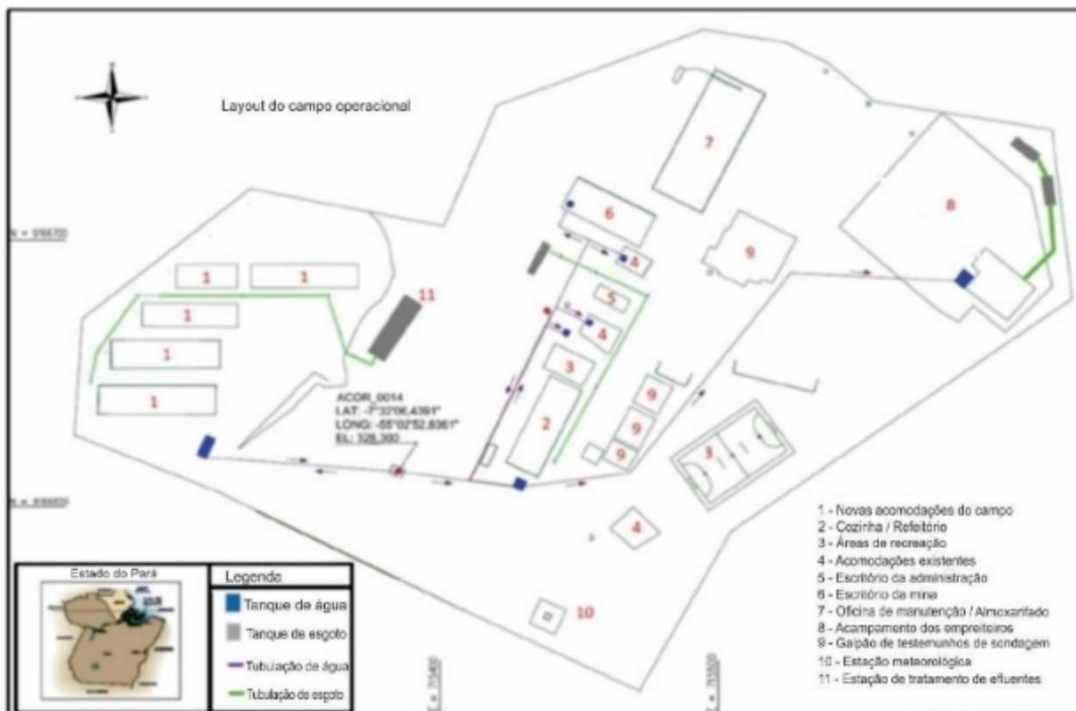 Layout do campo operacional
7
8
6
9
N = 9166700
4
1
1
5
11
1
4
1
3
9
1
ACOR_0014
LAT: -7°32'06,4391"
LONG: -55°02'52,8361"
EL: 328,300
2
9
9
3
N = 9166600
4
10
1 - Novas acomodações do campo
2 - Cozinha / Refeitório
3 - Áreas de recreação
4 - Acomodações existentes
5 - Escritório da administração
6 - Escritório da mina
7 - Oficina de manutenção / Almoxarifado
8 - Acampamento dos empreiteiros
9 - Galpão de testemunhos de sondagem
10 - Estação meteorológica
11 - Estação de tratamento de efluentes
Estado do Pará
Legenda
Tanque de água
Tanque de esgoto
Tubulação de água
Tubulação de esgoto